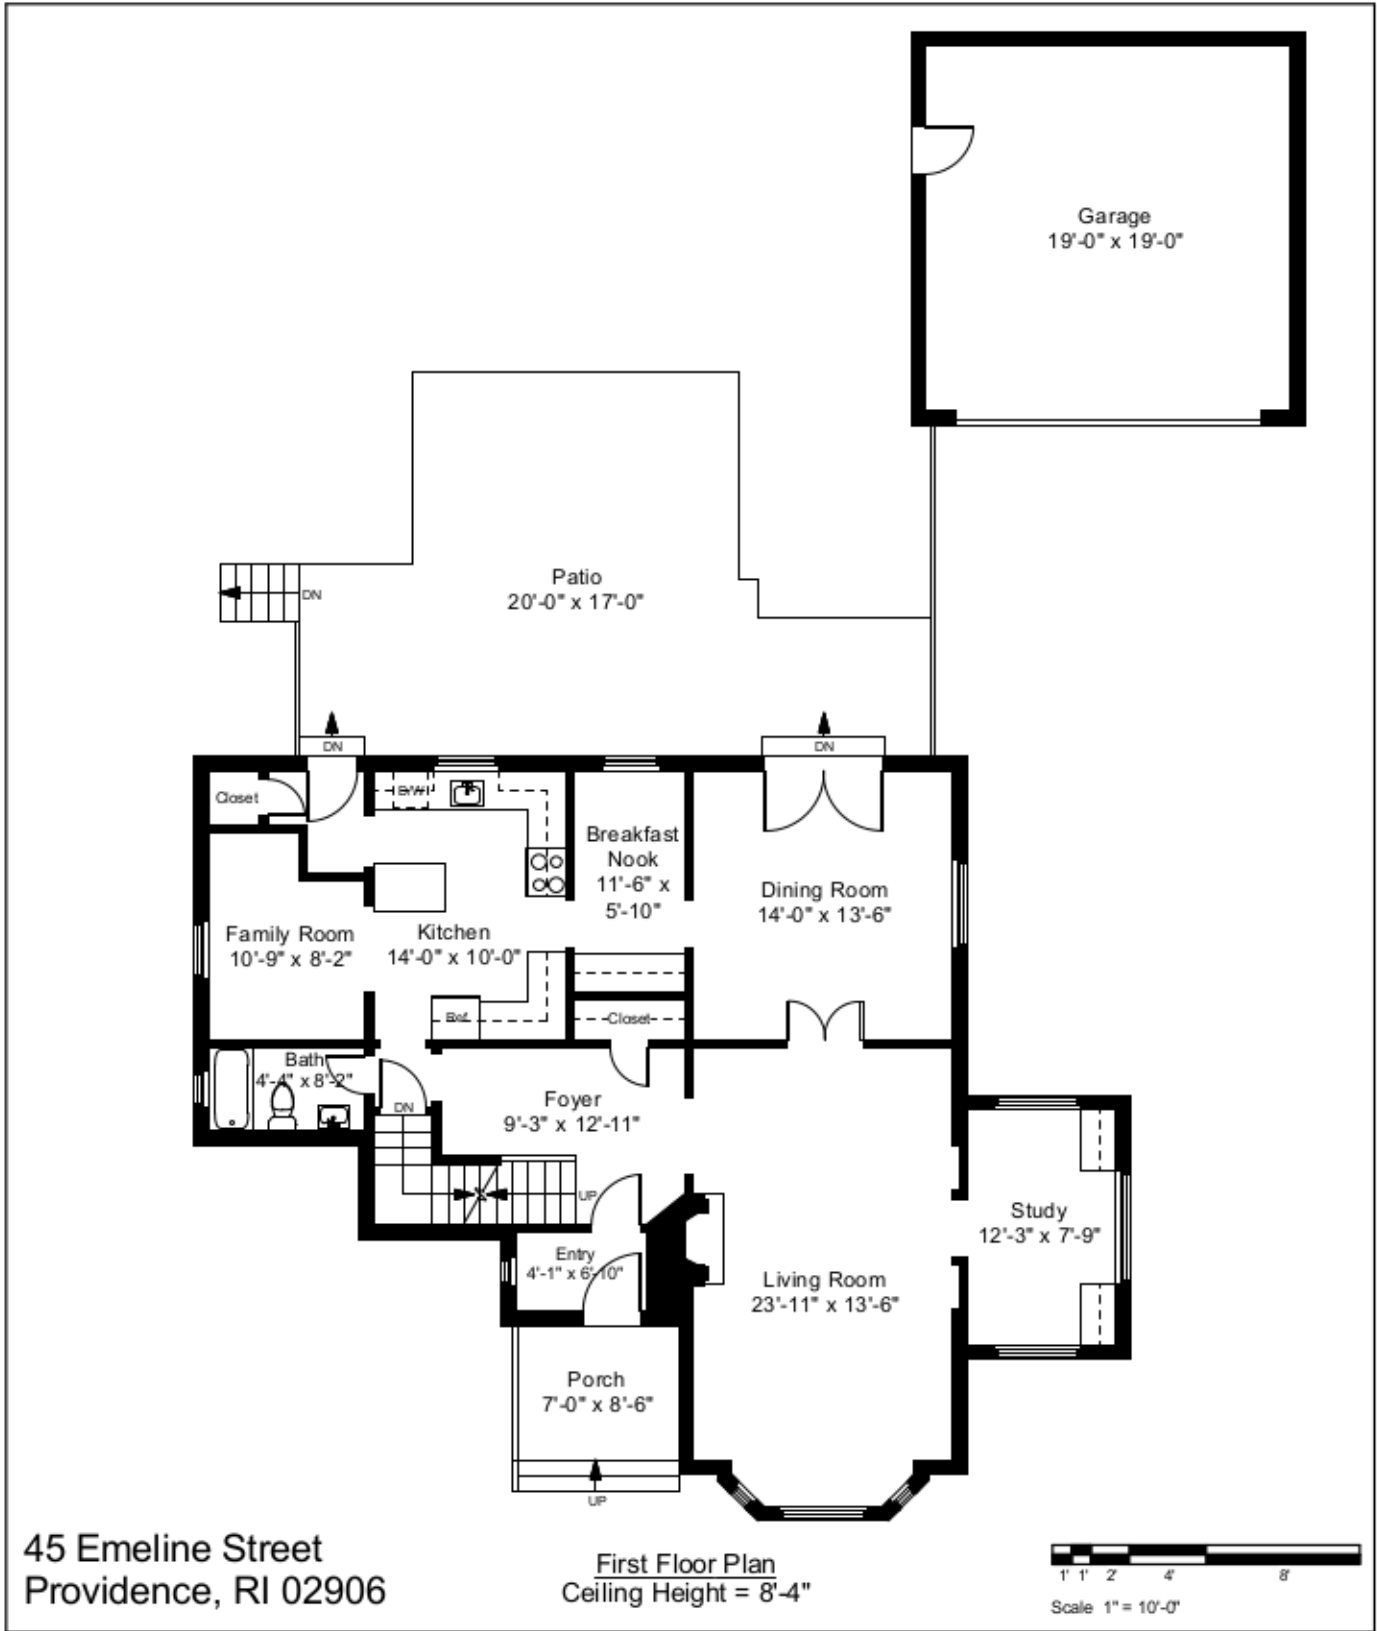 Garage
19'-0" x 19'-0"
Patio
20'-0" x 17'-0"
DN
DN
DN
Closet
D/W
Breakfast
Nook
11'-6" x
5'-10"
Dining Room
14'-0" x 13'-6"
Family Room
10'-9" x 8'-2"
Kitchen
14'-0" x 10'-0"
Ref
Closet
Bath
4'-4" x 8'-2"
DN
Foyer
9'-3" x 12'-11"
UP
Study
12'-3" x 7'-9"
Entry
4'-1" x 6'-10"
Living Room
23'-11" x 13'-6"
Porch
7'-0" x 8'-6"
UP
45 Emeline Street
Providence, RI 02906
First Floor Plan
Ceiling Height = 8'-4"
1' 1' 2' 4' 8'
Scale 1" = 10'-0"